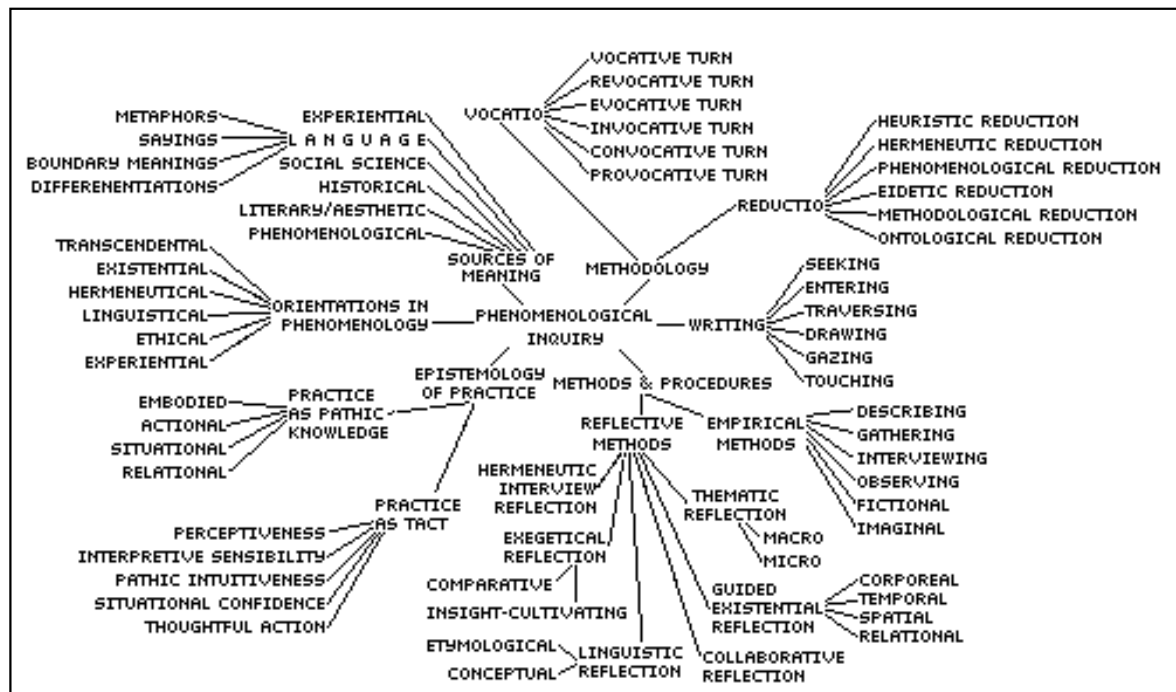 VOCATIVE TURN
REVOCATIVE TURN
EVOCATIVE TURN
INVOCATIVE TURN
CONVOCATIVE TURN
PROVOCATIVE TURN
VOCATIO
METAPHORS
SAYINGS
BOUNDARY MEANINGS
DIFFERENENTIATIONS
EXPERIENTIAL
LANGUAGE
SOCIAL SCIENCE
HISTORICAL
LITERARY/AESTHETIC
PHENOMENOLOGICAL
SOURCES OF
MEANING
HEURISTIC REDUCTION
HERMENEUTIC REDUCTION
PHENOMENOLOGICAL REDUCTION
EIDETIC REDUCTION
METHODOLOGICAL REDUCTION
ONTOLOGICAL REDUCTION
REDUCTIO
METHODOLOGY
TRANSCENDENTAL
EXISTENTIAL
HERMENEUTICAL
LINGUISTICAL
ETHICAL
EXPERIENTIAL
ORIENTATIONS IN
PHENOMENOLOGY
PHENOMENOLOGICAL
INQUIRY
WRITING
SEEKING
ENTERING
TRAVERSING
DRAWING
GAZING
TOUCHING
EPISTEMOLOGY
OF PRACTICE
METHODS & PROCEDURES
EMBODIED
ACTIONAL
SITUATIONAL
RELATIONAL
PRACTICE
AS PATHIC
KNOWLEDGE
REFLECTIVE
METHODS
EMPIRICAL
METHODS
DESCRIBING
GATHERING
INTERVIEWING
OBSERVING
FICTIONAL
IMAGINAL
PRACTICE
AS TACT
PERCEPTIVENESS
INTERPRETIVE SENSIBILITY
PATHIC INTUITIVENESS
SITUATIONAL CONFIDENCE
THOUGHTFUL ACTION
HERMENEUTIC
INTERVIEW
REFLECTION
THEMATIC
REFLECTION
MACRO
MICRO
EXEGETICAL
REFLECTION
COMPARATIVE
INSIGHT-CULTIVATING
GUIDED
EXISTENTIAL
REFLECTION
CORPOREAL
TEMPORAL
SPATIAL
RELATIONAL
ETYMOLOGICAL
CONCEPTUAL
LINGUISTIC
REFLECTION
COLLABORATIVE
REFLECTION